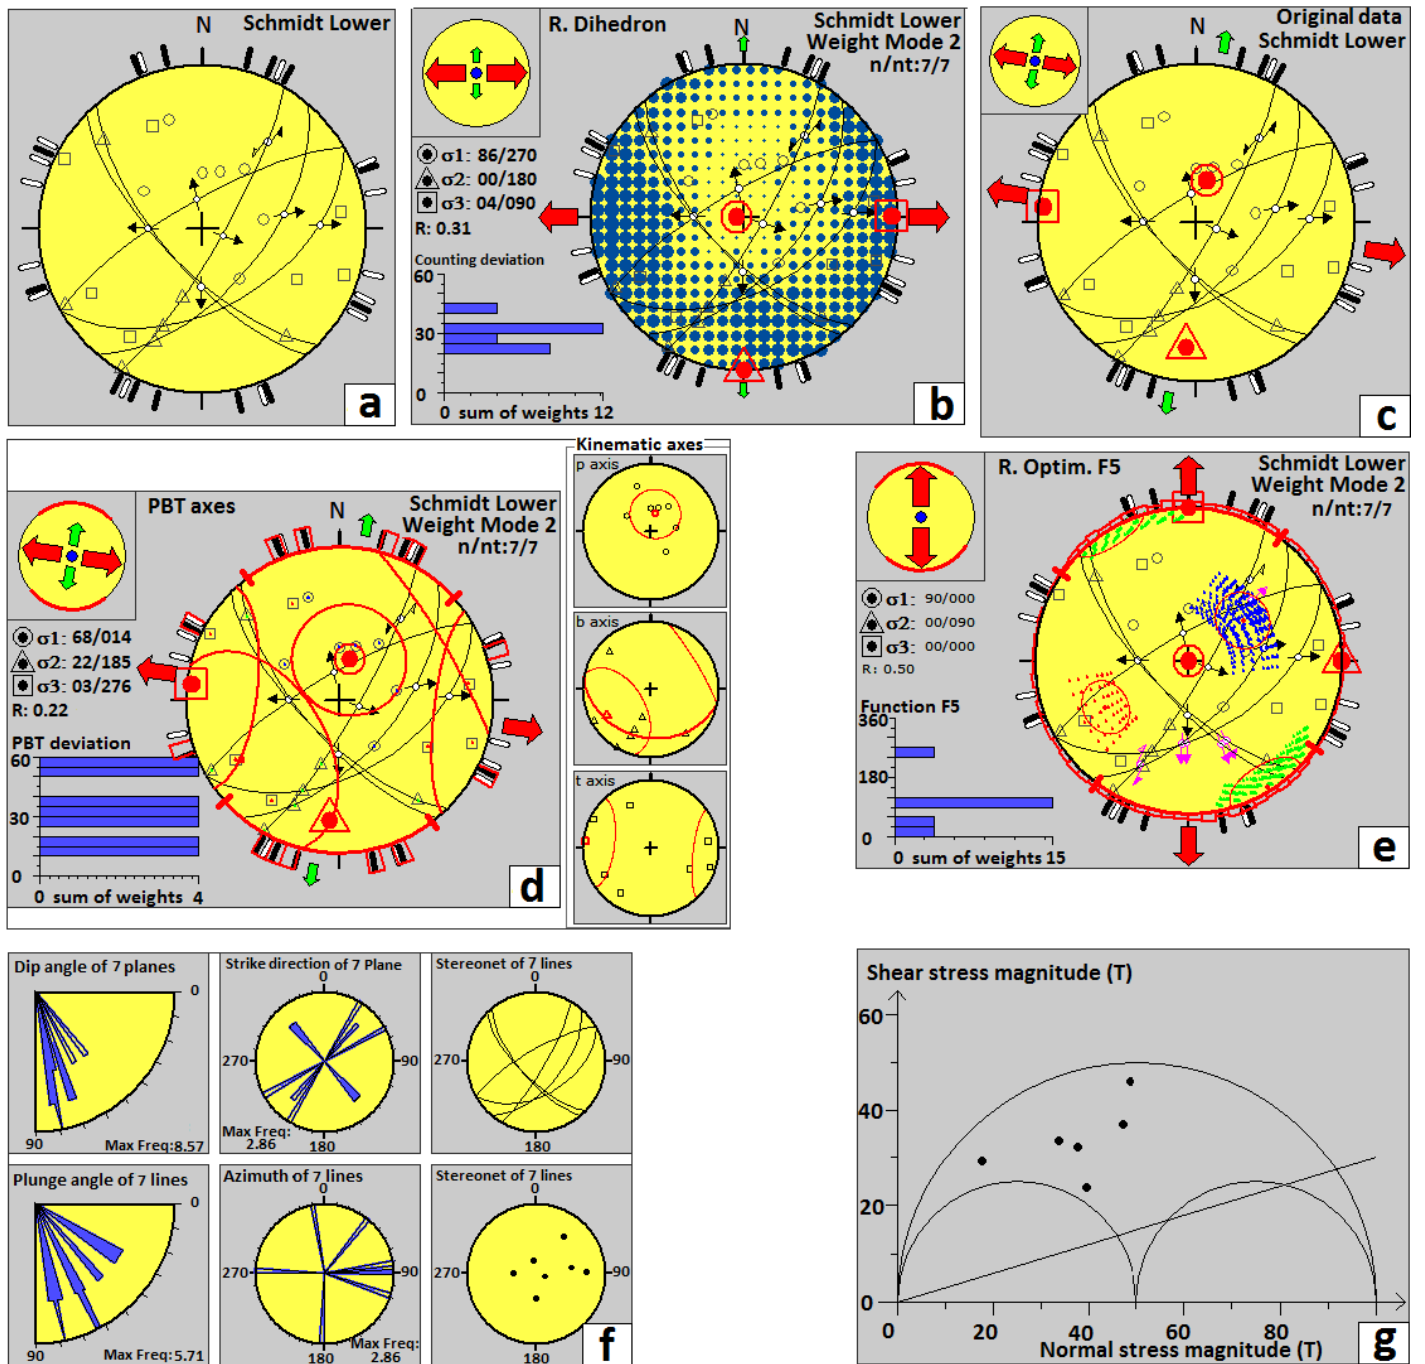 N
Schmidt Lower
a
R. Dihedron
Schmidt Lower
Weight Mode 2
n/nt:7/7
N
σ1: 86/270
σ2: 00/180
σ3: 04/090
R: 0.31
Counting deviation
60
30
0
0 sum of weights 12
b
N
Original data
Schmidt Lower
c
PBT axes
N
Schmidt Lower
Weight Mode 2
n/nt:7/7
σ1: 68/014
σ2: 22/185
σ3: 03/276
R: 0.22
PBT deviation
60
30
0
0 sum of weights 4
d
Kinematic axes
p axis
b axis
t axis
R. Optim. F5
Schmidt Lower
Weight Mode 2
n/nt:7/7
σ1: 90/000
σ2: 00/090
σ3: 00/000
R: 0.50
Function F5
360
180
0
0 sum of weights 15
e
Dip angle of 7 planes
0
90
Max Freq:8.57
Strike direction of 7 Plane
0
270
90
Max Freq:
2.86
180
Stereonet of 7 lines
0
270
90
180
Plunge angle of 7 lines
0
90
Max Freq:5.71
Azimuth of 7 lines
0
270
90
Max Freq:
180
2.86
Stereonet of 7 lines
0
270
90
180
f
Shear stress magnitude (T)
60
40
20
0
20
40
60
80
Normal stress magnitude (T)
g